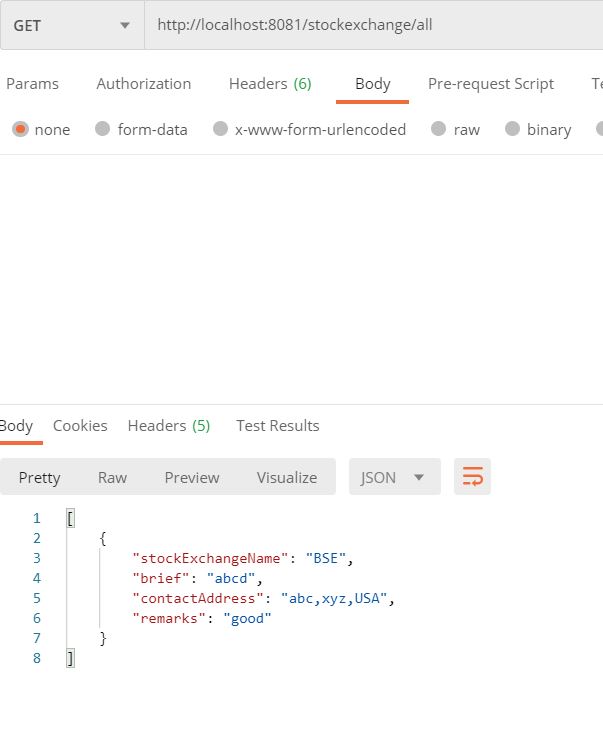 GET http://localhost:8081/stockexchange/all
Params Authorization Headers (6) Body Pre-request Script Te
none form-data x-www-form-urlencoded raw binary
Body Cookies Headers (5) Test Results
Pretty Raw Preview Visualize JSON
1 [
2 {
3 "stockExchangeName": "BSE",
4 "brief": "abcd",
5 "contactAddress": "abc,xyz,USA",
6 "remarks": "good"
7 }
8 ]